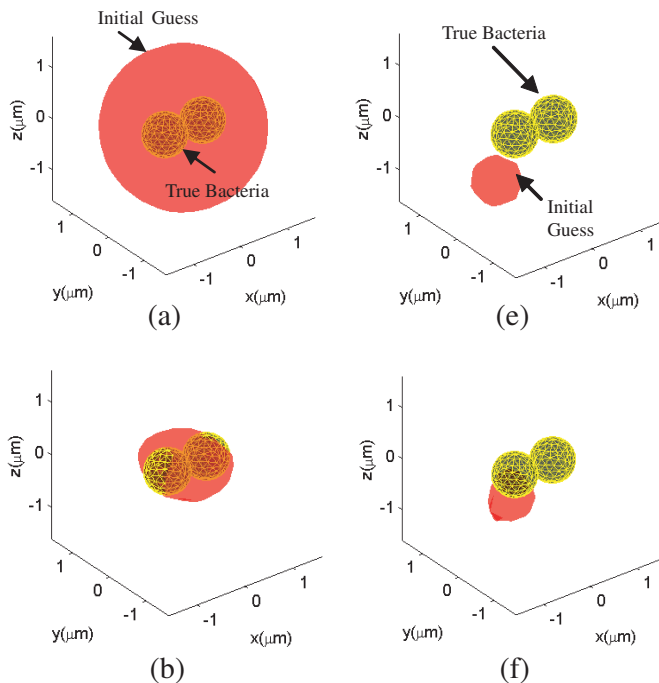 Initial Guess
True Bacteria
z(μm)
1
0
-1
1
0
-1
y(μm)
-1
0
1
x(μm)
(a)
True Bacteria
Initial
Guess
z(μm)
1
0
-1
1
0
-1
y(μm)
-1
0
1
x(μm)
(e)
z(μm)
1
0
-1
1
0
-1
y(μm)
-1
0
1
x(μm)
(b)
z(μm)
1
0
-1
1
0
-1
y(μm)
-1
0
1
x(μm)
(f)